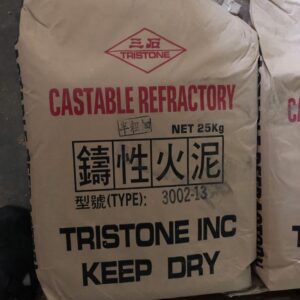 三石
TRISTONE
CASTABLE REFRACTORY
NET 25Kg
鑄性火泥
型號(TYPE): 3002-13
TRISTONE INC
KEEP DRY